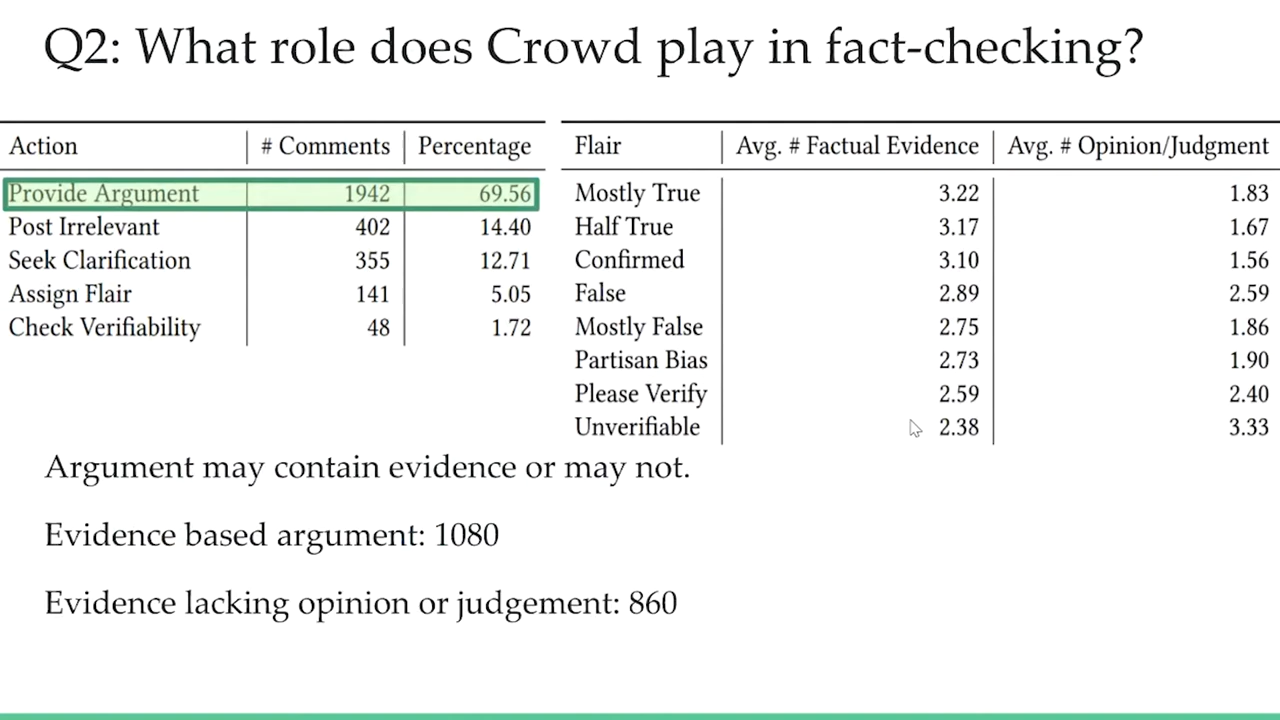 Q2: What role does Crowd play in fact-checking?
Action # Comments Percentage
Provide Argument 1942 69.56
Post Irrelevant 402 14.40
Seek Clarification 355 12.71
Assign Flair 141 5.05
Check Verifiability 48 1.72
Flair Avg. # Factual Evidence Avg. # Opinion/Judgment
Mostly True 3.22 1.83
Half True 3.17 1.67
Confirmed 3.10 1.56
False 2.89 2.59
Mostly False 2.75 1.86
Partisan Bias 2.73 1.90
Please Verify 2.59 2.40
Unverifiable 2.38 3.33
Argument may contain evidence or may not.
Evidence based argument: 1080
Evidence lacking opinion or judgement: 860